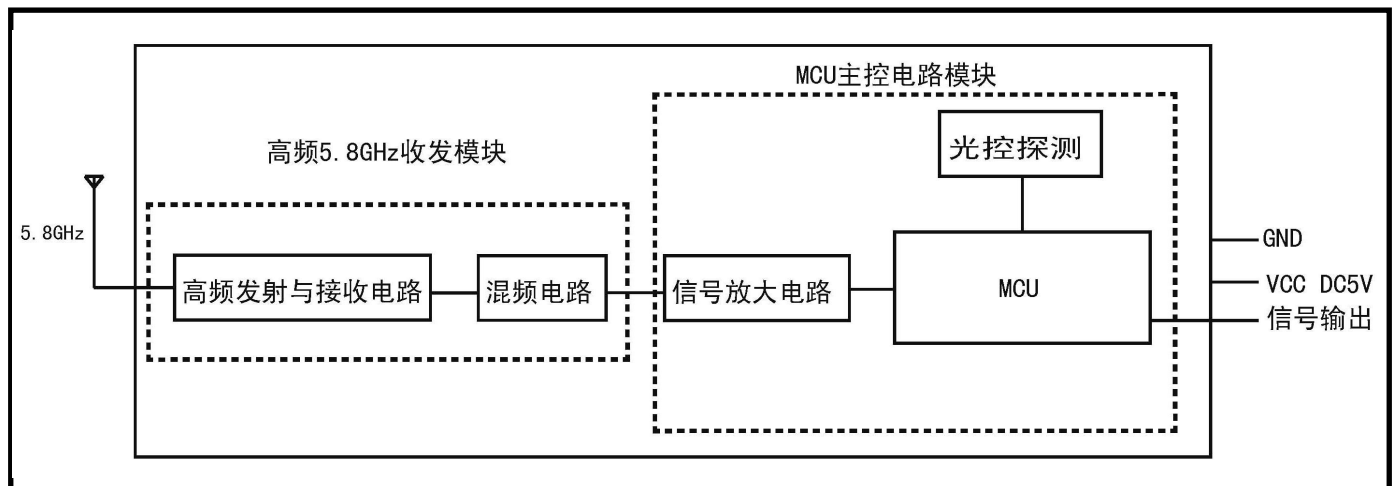 MCU主控电路模块
光控探测
高频5.8GHz收发模块
5.8GHz
高频发射与接收电路
混频电路
信号放大电路
MCU
GND
VCC DC5V
信号输出